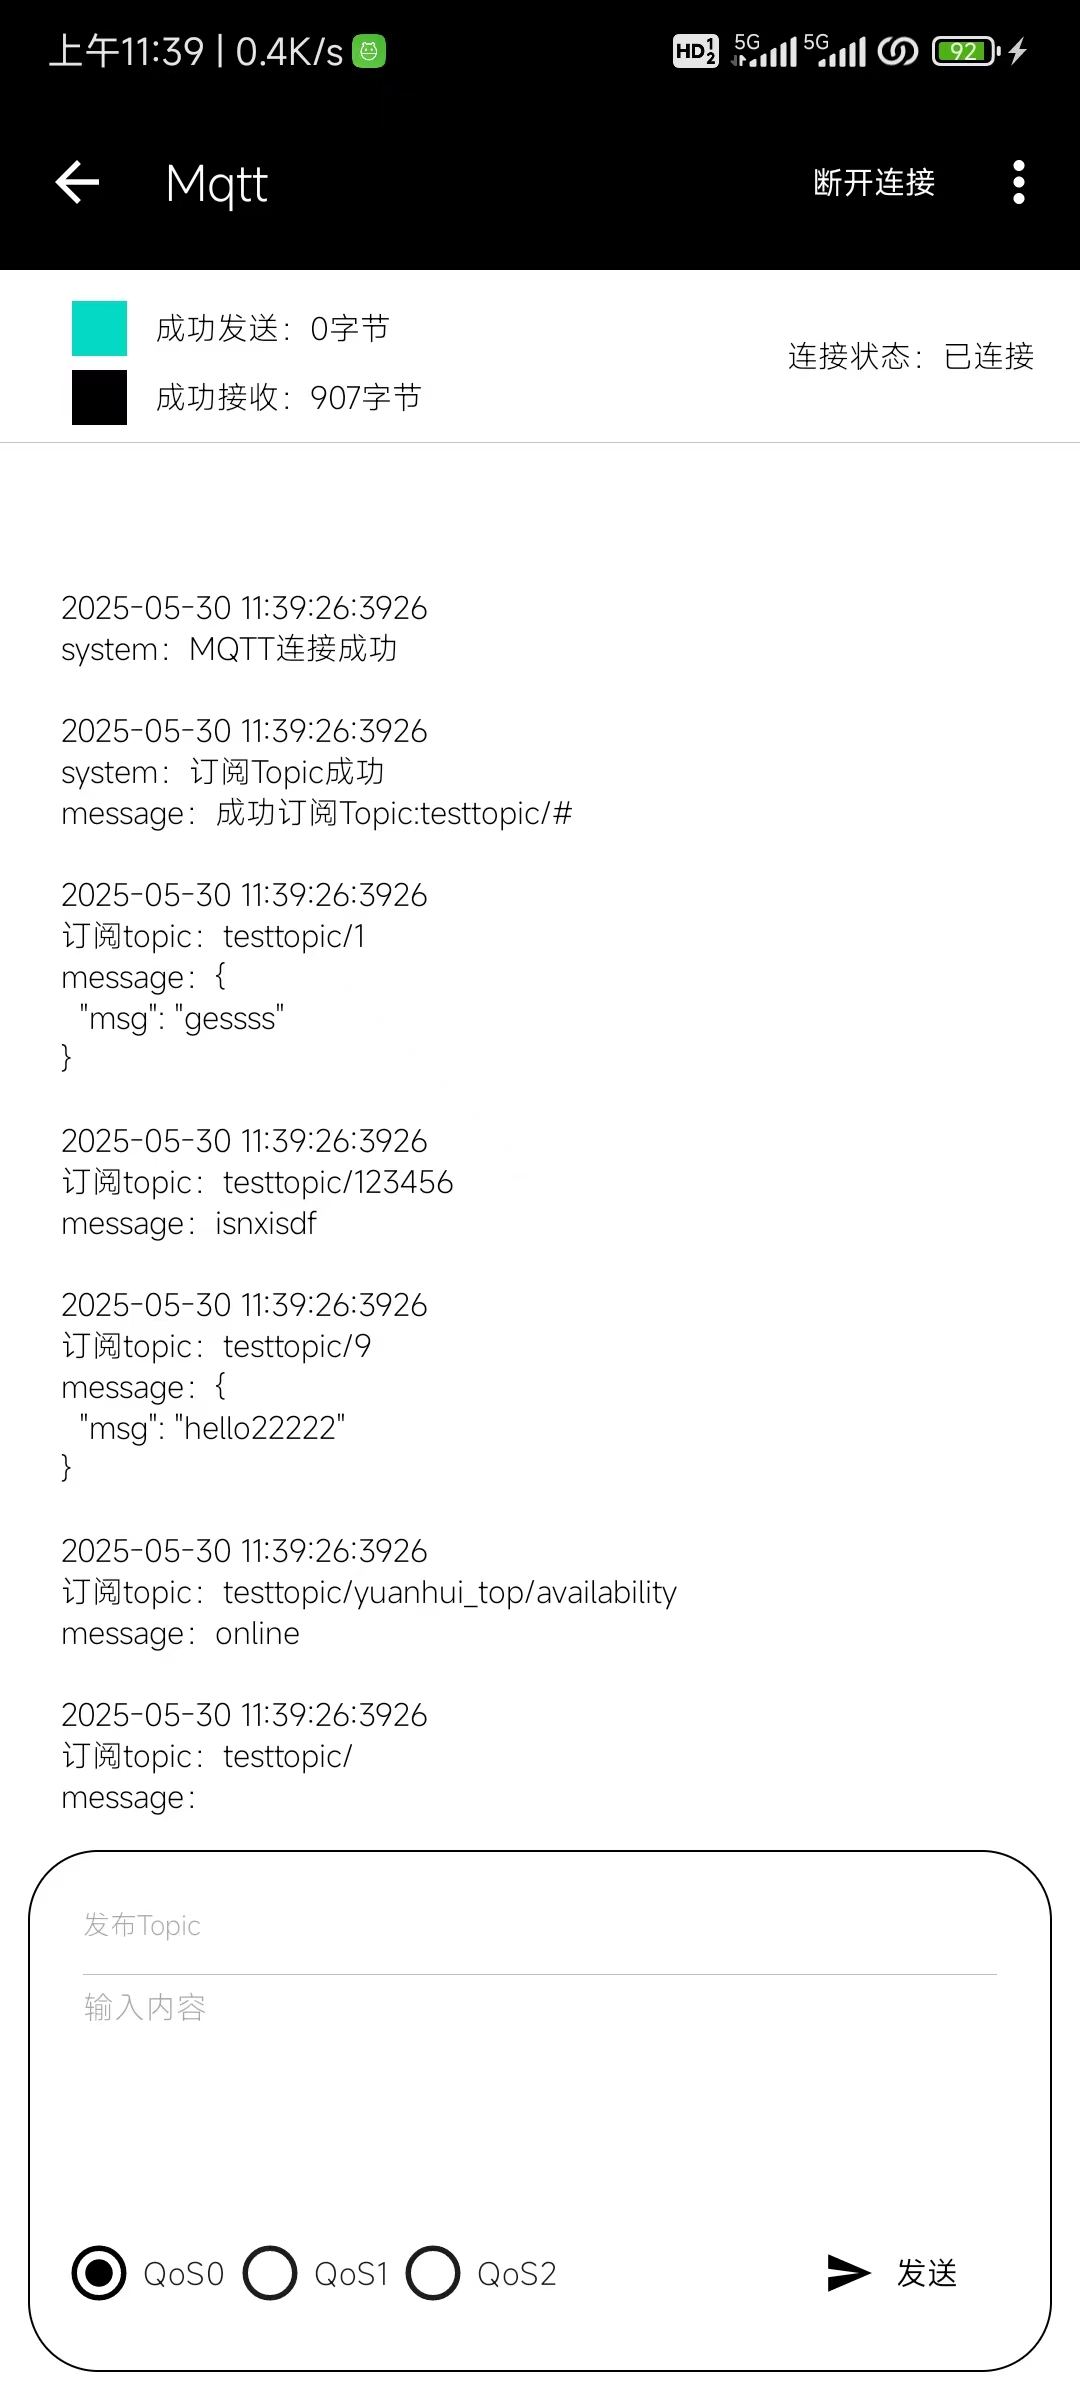 上午11:39 | 0.4K/s
HD 1 2 5G 5G 92
Mqtt
断开连接
成功发送：0字节
连接状态：已连接
成功接收：907字节
2025-05-30 11:39:26:3926
system：MQTT连接成功
2025-05-30 11:39:26:3926
system：订阅Topic成功
message：成功订阅Topic:testtopic/#
2025-05-30 11:39:26:3926
订阅topic：testtopic/1
message：{
"msg": "gessss"
}
2025-05-30 11:39:26:3926
订阅topic：testtopic/123456
message：isnxisdf
2025-05-30 11:39:26:3926
订阅topic：testtopic/9
message：{
"msg": "hello22222"
}
2025-05-30 11:39:26:3926
订阅topic：testtopic/yuanhui_top/availability
message：online
2025-05-30 11:39:26:3926
订阅topic：testtopic/
message：
发布Topic
输入内容
QoS0 QoS1 QoS2 发送